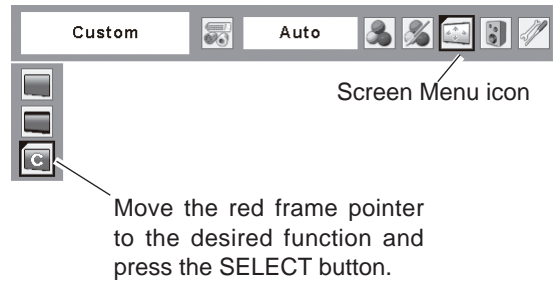 Custom
Auto
Screen Menu icon
C
Move the red frame pointer
to the desired function and
press the SELECT button.